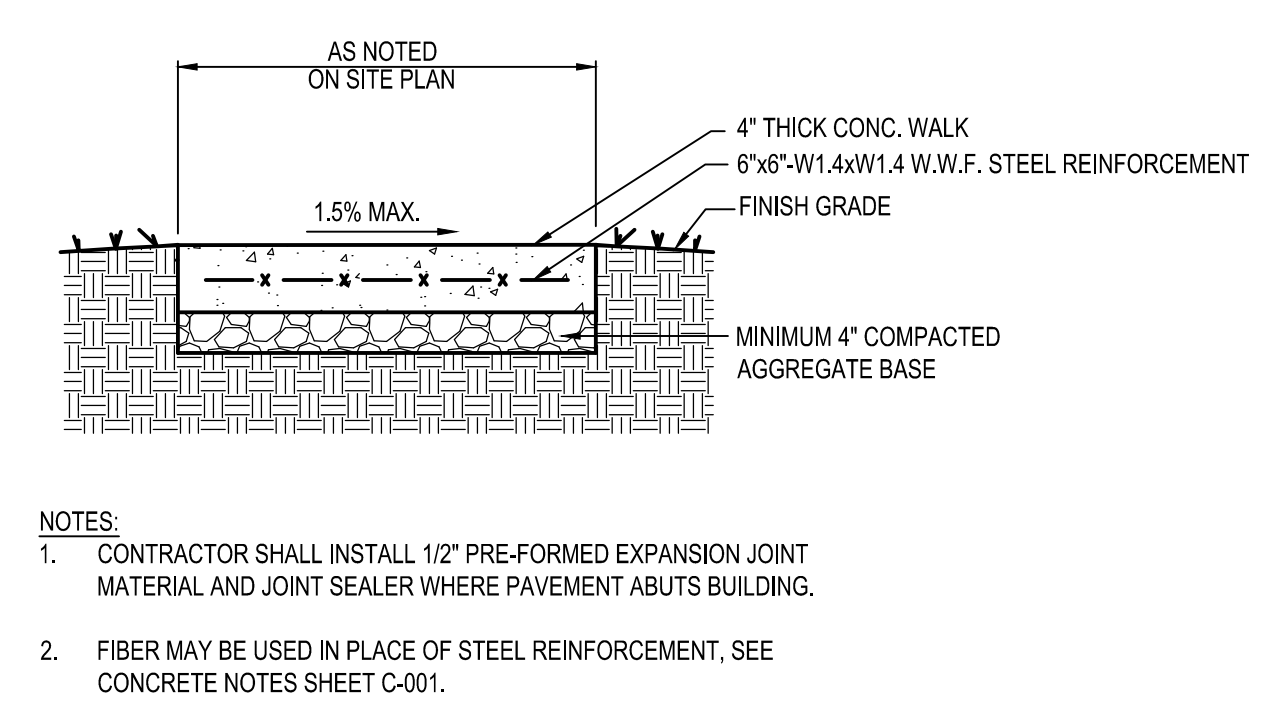 AS NOTED
ON SITE PLAN
4" THICK CONC. WALK
6"x6"-W1.4xW1.4 W.W.F. STEEL REINFORCEMENT
1.5% MAX.
FINISH GRADE
MINIMUM 4" COMPACTED
AGGREGATE BASE
NOTES:
1. CONTRACTOR SHALL INSTALL 1/2" PRE-FORMED EXPANSION JOINT
MATERIAL AND JOINT SEALER WHERE PAVEMENT ABUTS BUILDING.
2. FIBER MAY BE USED IN PLACE OF STEEL REINFORCEMENT, SEE
CONCRETE NOTES SHEET C-001.